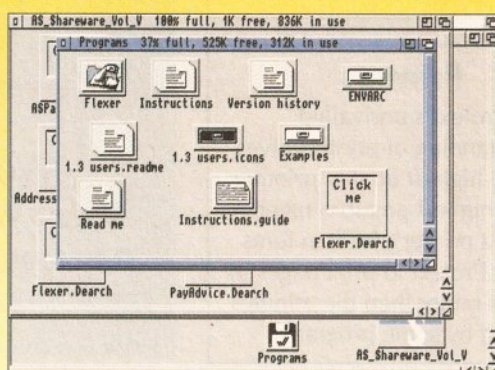 AS_Shareware_Vol_V 100% full, 1K free, 836K in use
Programs 37% full, 525K free, 312K in use
Flexer
Instructions
Version history
ENVARC
ASPa
1.3 users.readme
1.3 users.icons
Examples
Address
Click
me
Read me
Instructions.guide
Flexer.Dearch
Flexer.Dearch
PayAdvice.Dearch
Programs
AS_Shareware_Vol_V